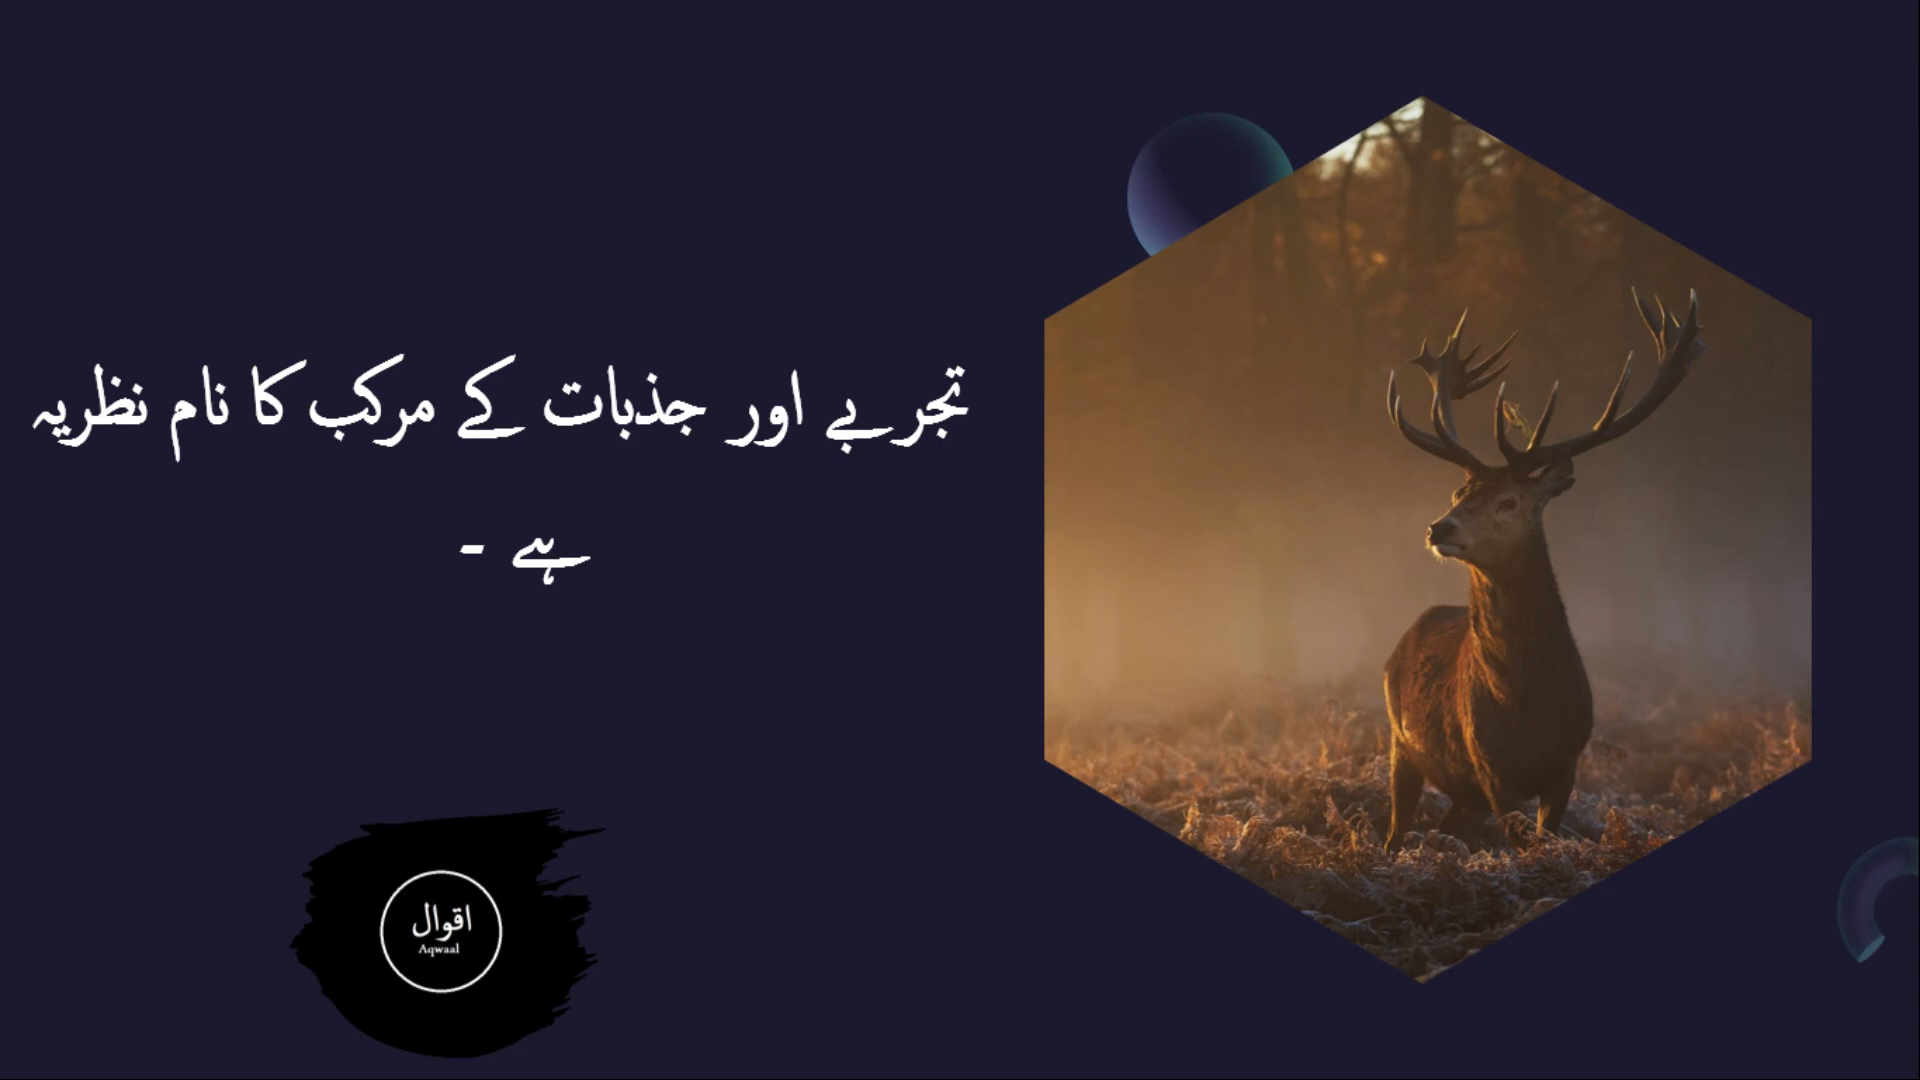 تجربے اور جذبات کے مرکب کا نام نظریہ
ہے -
اقوال
Aqwaal